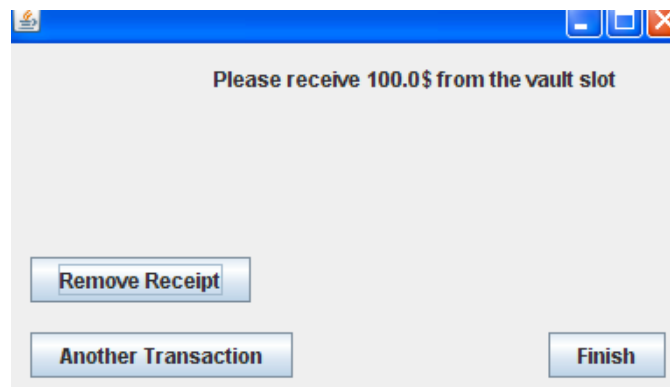 Please receive 100.0$ from the vault slot
Remove Receipt
Another Transaction
Finish